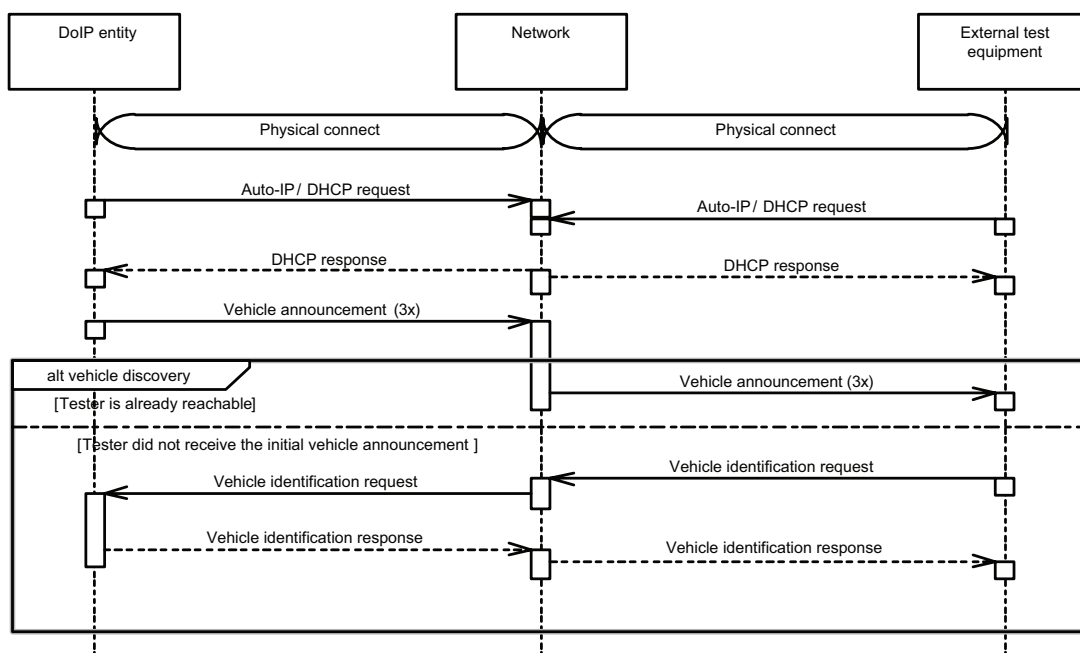 DoIP entity
Network
External test
equipment
Physical connect
Physical connect
Auto-IP/ DHCP request
Auto-IP/ DHCP request
DHCP response
DHCP response
Vehicle announcement (3x)
alt vehicle discovery
Vehicle announcement (3x)
[Tester is already reachable]
[Tester did not receive the initial vehicle announcement ]
Vehicle identification request
Vehicle identification request
Vehicle identification response
Vehicle identification response